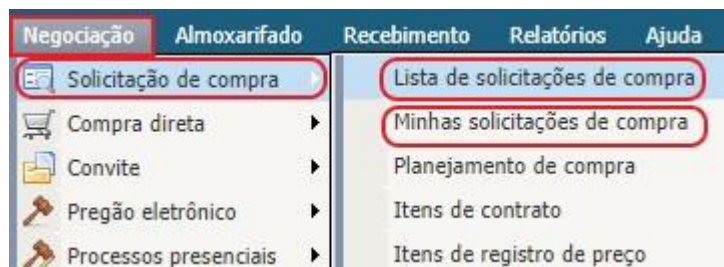 Negociação Almoxarifado Recebimento Relatórios Ajuda
Solicitação de compra
Compra direta
Convite
Pregão eletrônico
Processos presenciais
Lista de solicitações de compra
Minhas solicitações de compra
Planejamento de compra
Itens de contrato
Itens de registro de preço